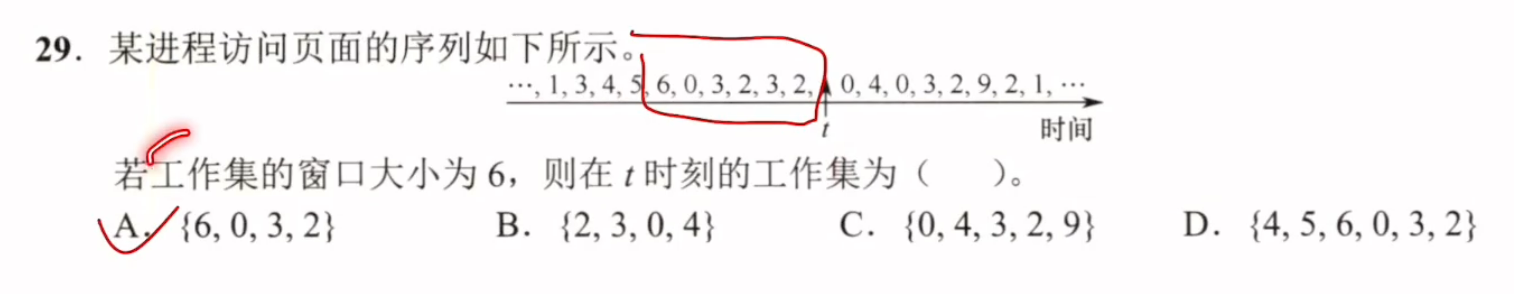 29. 某进程访问页面的序列如下所示。
…, 1, 3, 4, 5, 6, 0, 3, 2, 3, 2, 0, 4, 0, 3, 2, 9, 2, 1, …
t
时间
若工作集的窗口大小为 6，则在 t 时刻的工作集为（ ）。
A. {6, 0, 3, 2} B. {2, 3, 0, 4} C. {0, 4, 3, 2, 9} D. {4, 5, 6, 0, 3, 2}